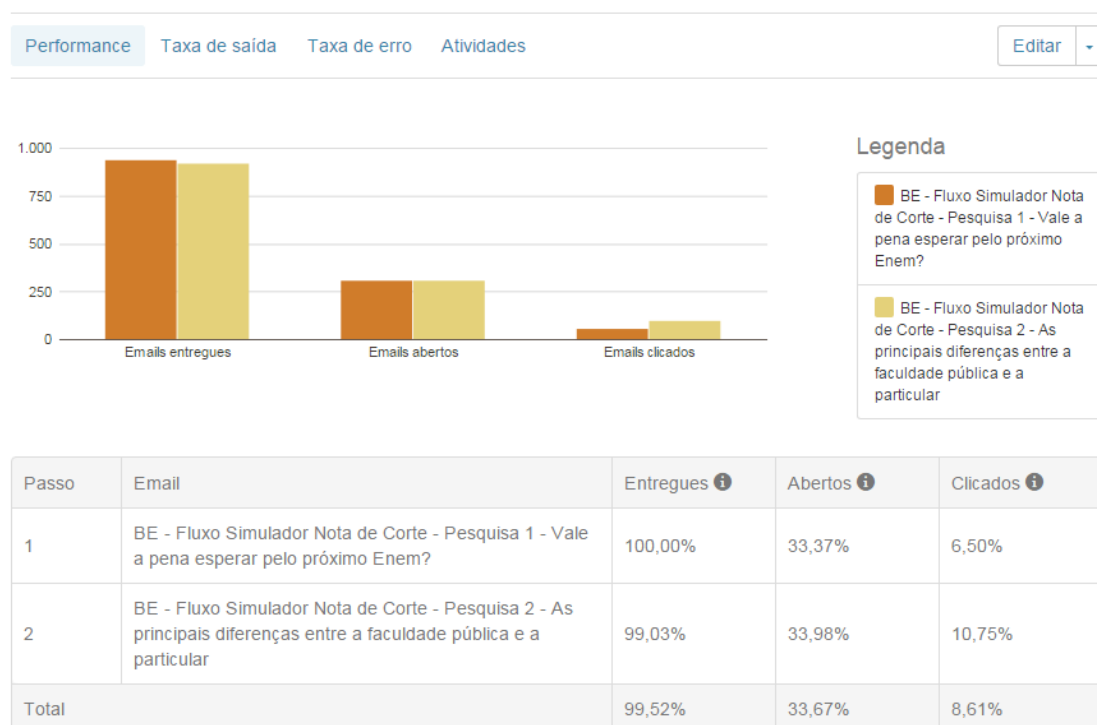 Performance Taxa de saída Taxa de erro Atividades Editar
1.000
750
500
250
0
Emails entregues Emails abertos Emails clicados
Legenda
BE - Fluxo Simulador Nota
de Corte - Pesquisa 1 - Vale a
pena esperar pelo próximo
Enem?
BE - Fluxo Simulador Nota
de Corte - Pesquisa 2 - As
principais diferenças entre a
faculdade pública e a
particular
Passo Email Entregues Abertos Clicados
1 BE - Fluxo Simulador Nota de Corte - Pesquisa 1 - Vale
a pena esperar pelo próximo Enem? 100,00% 33,37% 6,50%
2 BE - Fluxo Simulador Nota de Corte - Pesquisa 2 - As
principais diferenças entre a faculdade pública e a
particular 99,03% 33,98% 10,75%
Total 99,52% 33,67% 8,61%